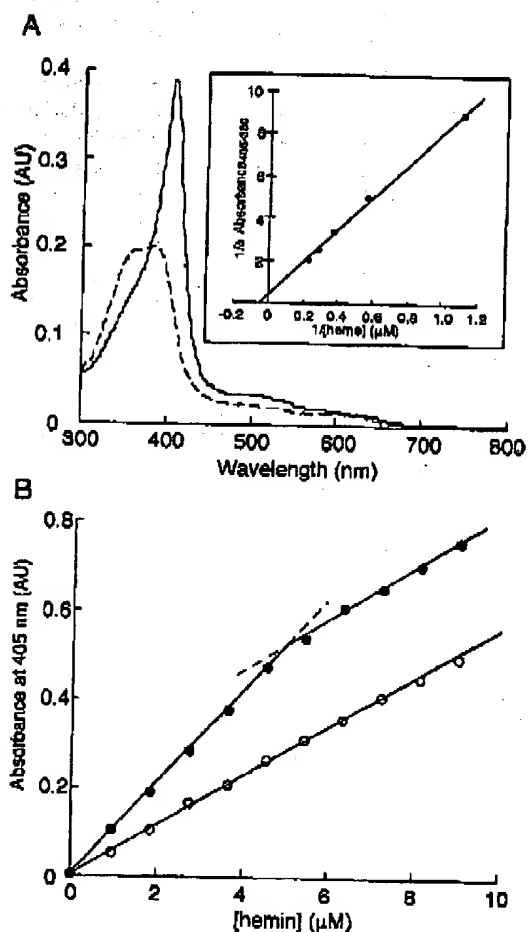 A
0.4
0.3
0.2
0.1
0
Absorbance (AU)
300 400 500 600 700 800
Wavelength (nm)
10
8
6
4
2
1/Δ Absorbance
-0.2 0 0.2 0.4 0.6 0.8 1.0 1.2
1/[heme] (μM)
B
0.8
0.6
0.4
0.2
0
Absorbance at 405 nm (AU)
0 2 4 6 8 10
[hemin] (μM)